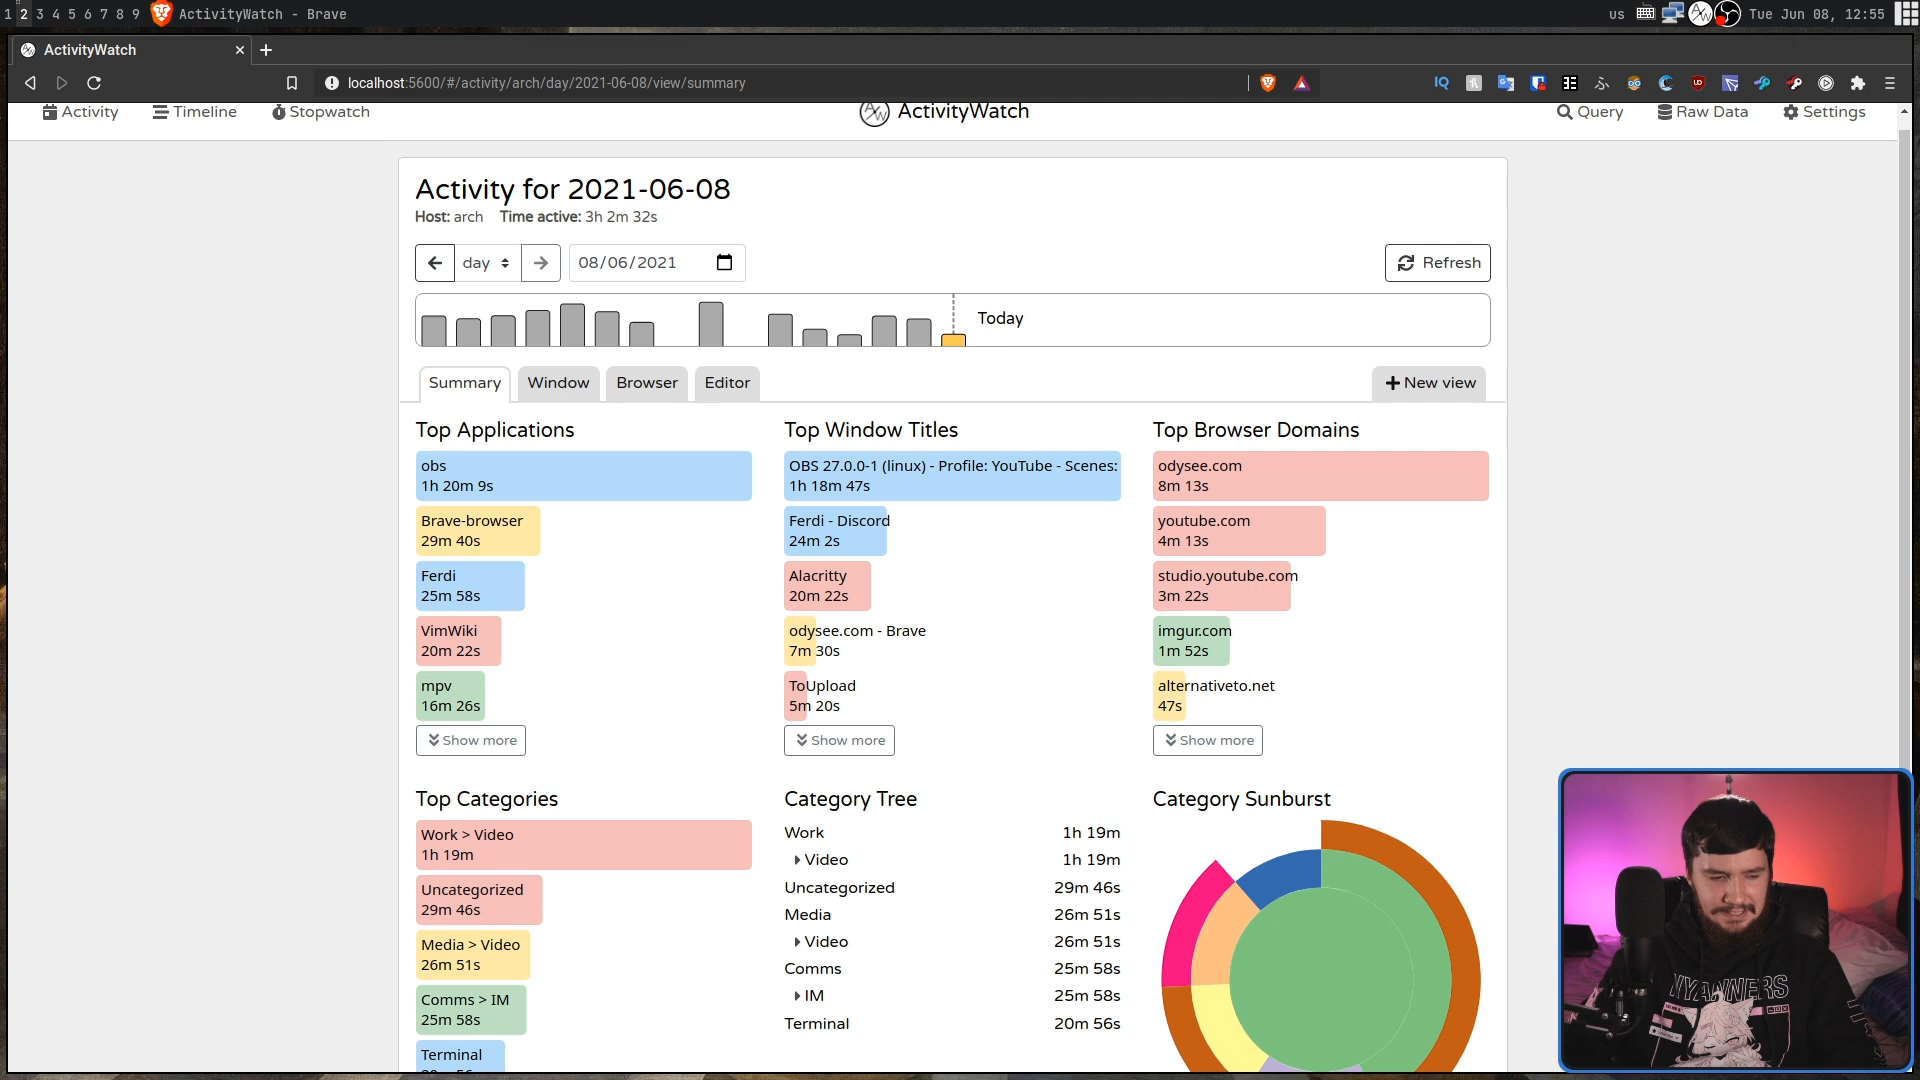 1 2 3 4 5 6 7 8 9 ActivityWatch - Brave us Tue Jun 08, 12:55
ActivityWatch
localhost:5600/#/activity/arch/day/2021-06-08/view/summary
Activity Timeline Stopwatch ActivityWatch Query Raw Data Settings
Activity for 2021-06-08
Host: arch Time active: 3h 2m 32s
day 08/06/2021 Refresh
Today
Summary Window Browser Editor New view
Top Applications
obs
1h 20m 9s
Brave-browser
29m 40s
Ferdi
25m 58s
VimWiki
20m 22s
mpv
16m 26s
Show more
Top Window Titles
OBS 27.0.0-1 (linux) - Profile: YouTube - Scenes:
1h 18m 47s
Ferdi - Discord
24m 2s
Alacritty
20m 22s
odysee.com - Brave
7m 30s
ToUpload
5m 20s
Show more
Top Browser Domains
odysee.com
8m 13s
youtube.com
4m 13s
studio.youtube.com
3m 22s
imgur.com
1m 52s
alternativeto.net
47s
Show more
Top Categories
Work > Video
1h 19m
Uncategorized
29m 46s
Media > Video
26m 51s
Comms > IM
25m 58s
Terminal
Category Tree
Work 1h 19m
Video 1h 19m
Uncategorized 29m 46s
Media 26m 51s
Video 26m 51s
Comms 25m 58s
IM 25m 58s
Terminal 20m 56s
Category Sunburst
NYANNERS